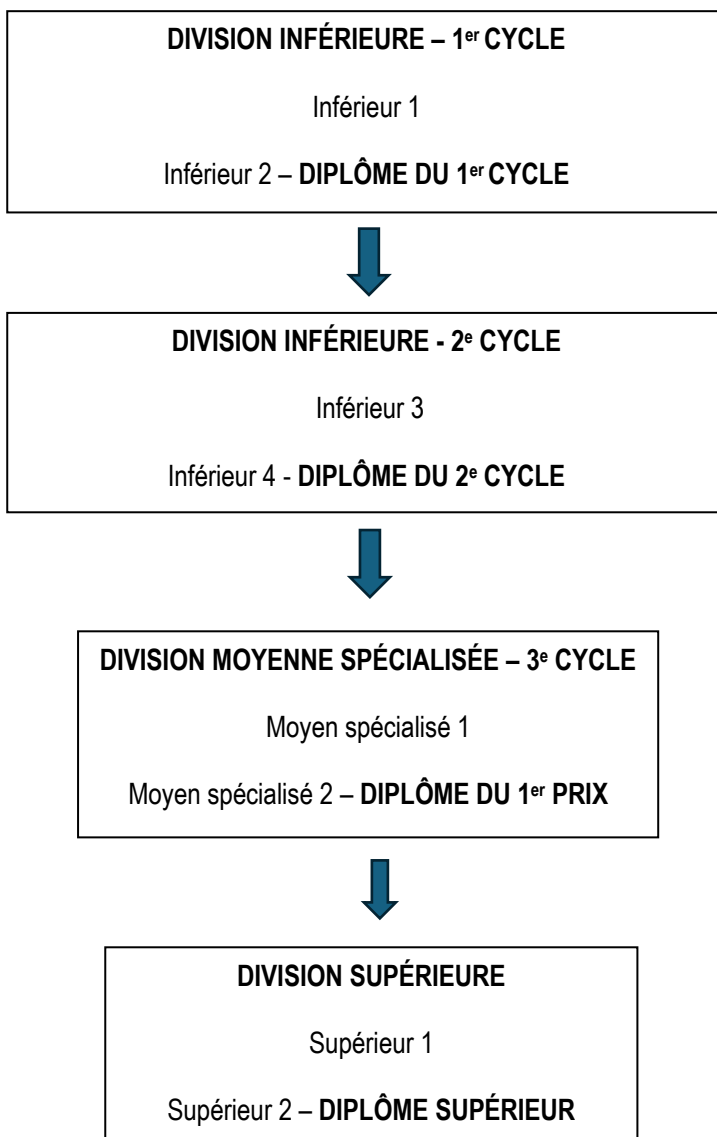 DIVISION INFÉRIEURE – 1er CYCLE
Inférieur 1
Inférieur 2 – DIPLÔME DU 1er CYCLE
DIVISION INFÉRIEURE - 2e CYCLE
Inférieur 3
Inférieur 4 - DIPLÔME DU 2e CYCLE
DIVISION MOYENNE SPÉCIALISÉE – 3e CYCLE
Moyen spécialisé 1
Moyen spécialisé 2 – DIPLÔME DU 1er PRIX
DIVISION SUPÉRIEURE
Supérieur 1
Supérieur 2 – DIPLÔME SUPÉRIEUR